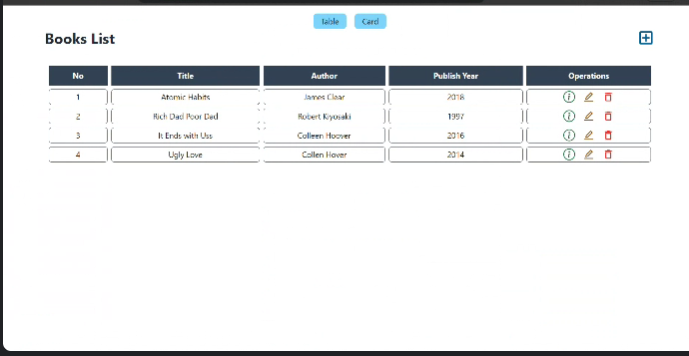 Table Card
Books List
No Title Author Publish Year Operations
1 Atomic Habits James Clear 2018
2 Rich Dad Poor Dad Robert Kiyosaki 1997
3 It Ends with Uss Colleen Hoover 2016
4 Ugly Love Collen Hover 2014